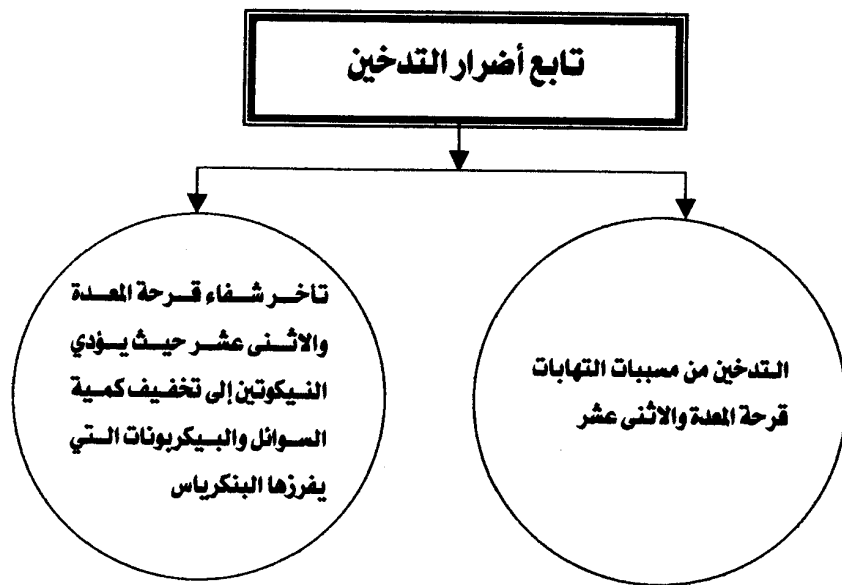 تابع أضرار التدخين
التدخين من مسببات التهابات
قرحة المعدة والاثنى عشر
تأخر شفاء قرحة المعدة
والاثنى عشر حيث يؤدي
النيكوتين إلى تخفيف كمية
السوائل والبيكربونات التي
يفرزها البنكرياس